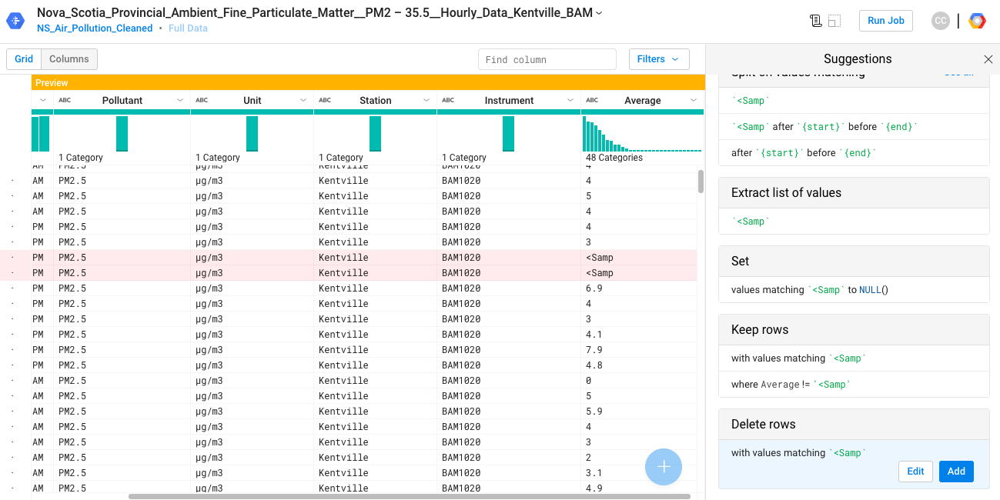 Nova_Scotia_Provincial_Ambient_Fine_Particulate_Matter__PM2 – 35.5__Hourly_Data_Kentville_BAM
NS_Air_Pollution_Cleaned • Full Data
Run Job
CC
Grid
Columns
Find column
Filters
Preview
ABC Pollutant ABC Unit ABC Station ABC Instrument ABC Average
1 Category 1 Category 1 Category 1 Category 48 Categories
AM PM2.5 µg/m3 Kentville BAM1020 4
AM PM2.5 µg/m3 Kentville BAM1020 4
AM PM2.5 µg/m3 Kentville BAM1020 5
AM PM2.5 µg/m3 Kentville BAM1020 4
PM PM2.5 µg/m3 Kentville BAM1020 4
PM PM2.5 µg/m3 Kentville BAM1020 3
PM PM2.5 µg/m3 Kentville BAM1020 <Samp
PM PM2.5 µg/m3 Kentville BAM1020 <Samp
PM PM2.5 µg/m3 Kentville BAM1020 6.9
PM PM2.5 µg/m3 Kentville BAM1020 4
PM PM2.5 µg/m3 Kentville BAM1020 3
PM PM2.5 µg/m3 Kentville BAM1020 4.1
PM PM2.5 µg/m3 Kentville BAM1020 7.9
PM PM2.5 µg/m3 Kentville BAM1020 4.8
AM PM2.5 µg/m3 Kentville BAM1020 0
AM PM2.5 µg/m3 Kentville BAM1020 5
AM PM2.5 µg/m3 Kentville BAM1020 5.9
AM PM2.5 µg/m3 Kentville BAM1020 4
AM PM2.5 µg/m3 Kentville BAM1020 3
AM PM2.5 µg/m3 Kentville BAM1020 2
AM PM2.5 µg/m3 Kentville BAM1020 3.1
AM PM2.5 µg/m3 Kentville BAM1020 4.9
Suggestions
Split on values matching
`<Samp`
`<Samp` after `{start}` before `{end}`
after `{start}` before `{end}`
Extract list of values
`<Samp`
Set
values matching `<Samp` to NULL()
Keep rows
with values matching `<Samp`
where Average != '<Samp'
Delete rows
with values matching `<Samp`
Edit
Add